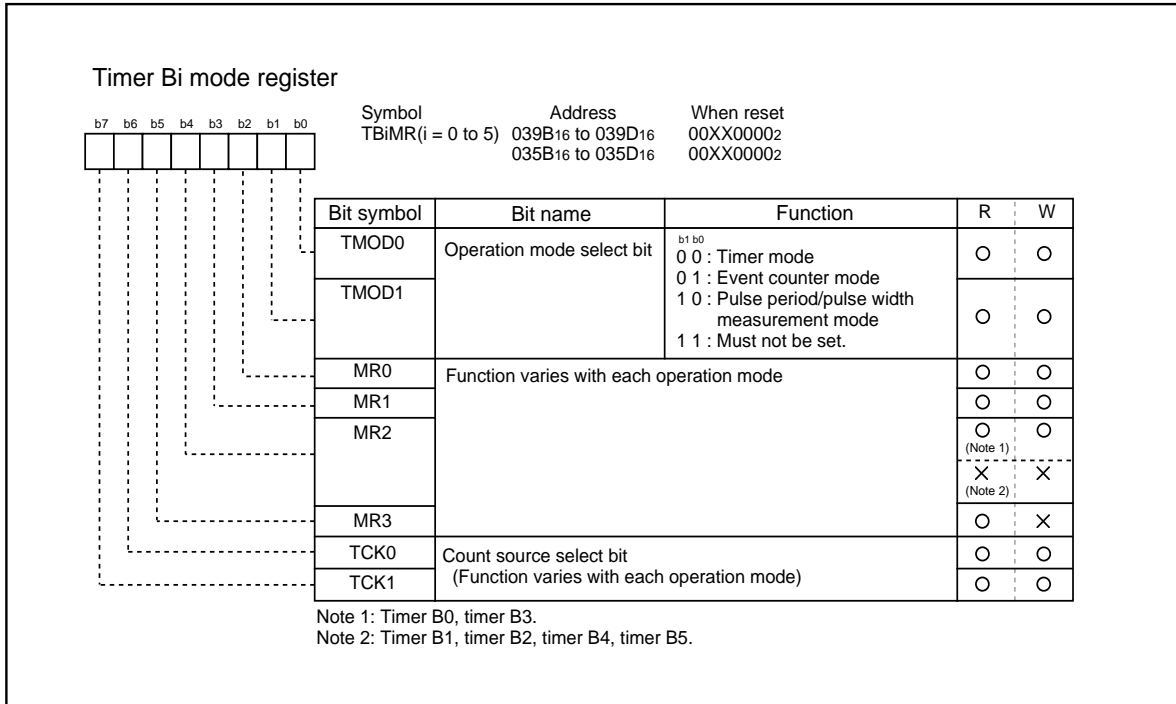 Timer Bi mode register
Symbol Address When reset
b7 b6 b5 b4 b3 b2 b1 b0
TBiMR(i = 0 to 5) 039B16 to 039D16 00XX00002
035B16 to 035D16 00XX00002
Bit symbol Bit name Function R W
TMOD0 Operation mode select bit
b1 b0
0 0 : Timer mode
0 1 : Event counter mode
TMOD1
1 0 : Pulse period/pulse width
measurement mode
1 1 : Must not be set.
MR0 Function varies with each operation mode
MR1
MR2
(Note 1)
(Note 2)
MR3
TCK0 Count source select bit
TCK1 (Function varies with each operation mode)
Note 1: Timer B0, timer B3.
Note 2: Timer B1, timer B2, timer B4, timer B5.